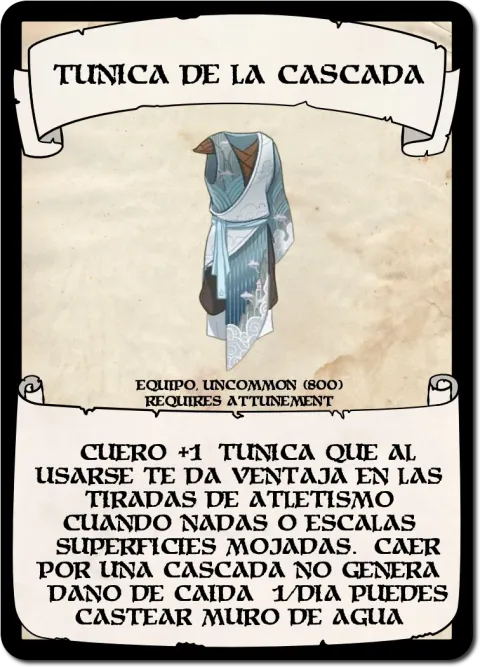 TUNICA DE LA CASCADA
EQUIPO, UNCOMMON (800)
REQUIRES ATTUNEMENT
CUERO +1 TUNICA QUE AL
USARSE TE DA VENTAJA EN LAS
TIRADAS DE ATLETISMO
CUANDO NADAS O ESCALAS
SUPERFICIES MOJADAS. CAER
POR UNA CASCADA NO GENERA
DANO DE CAIDA 1/DIA PUEDES
CASTEAR MURO DE AGUA